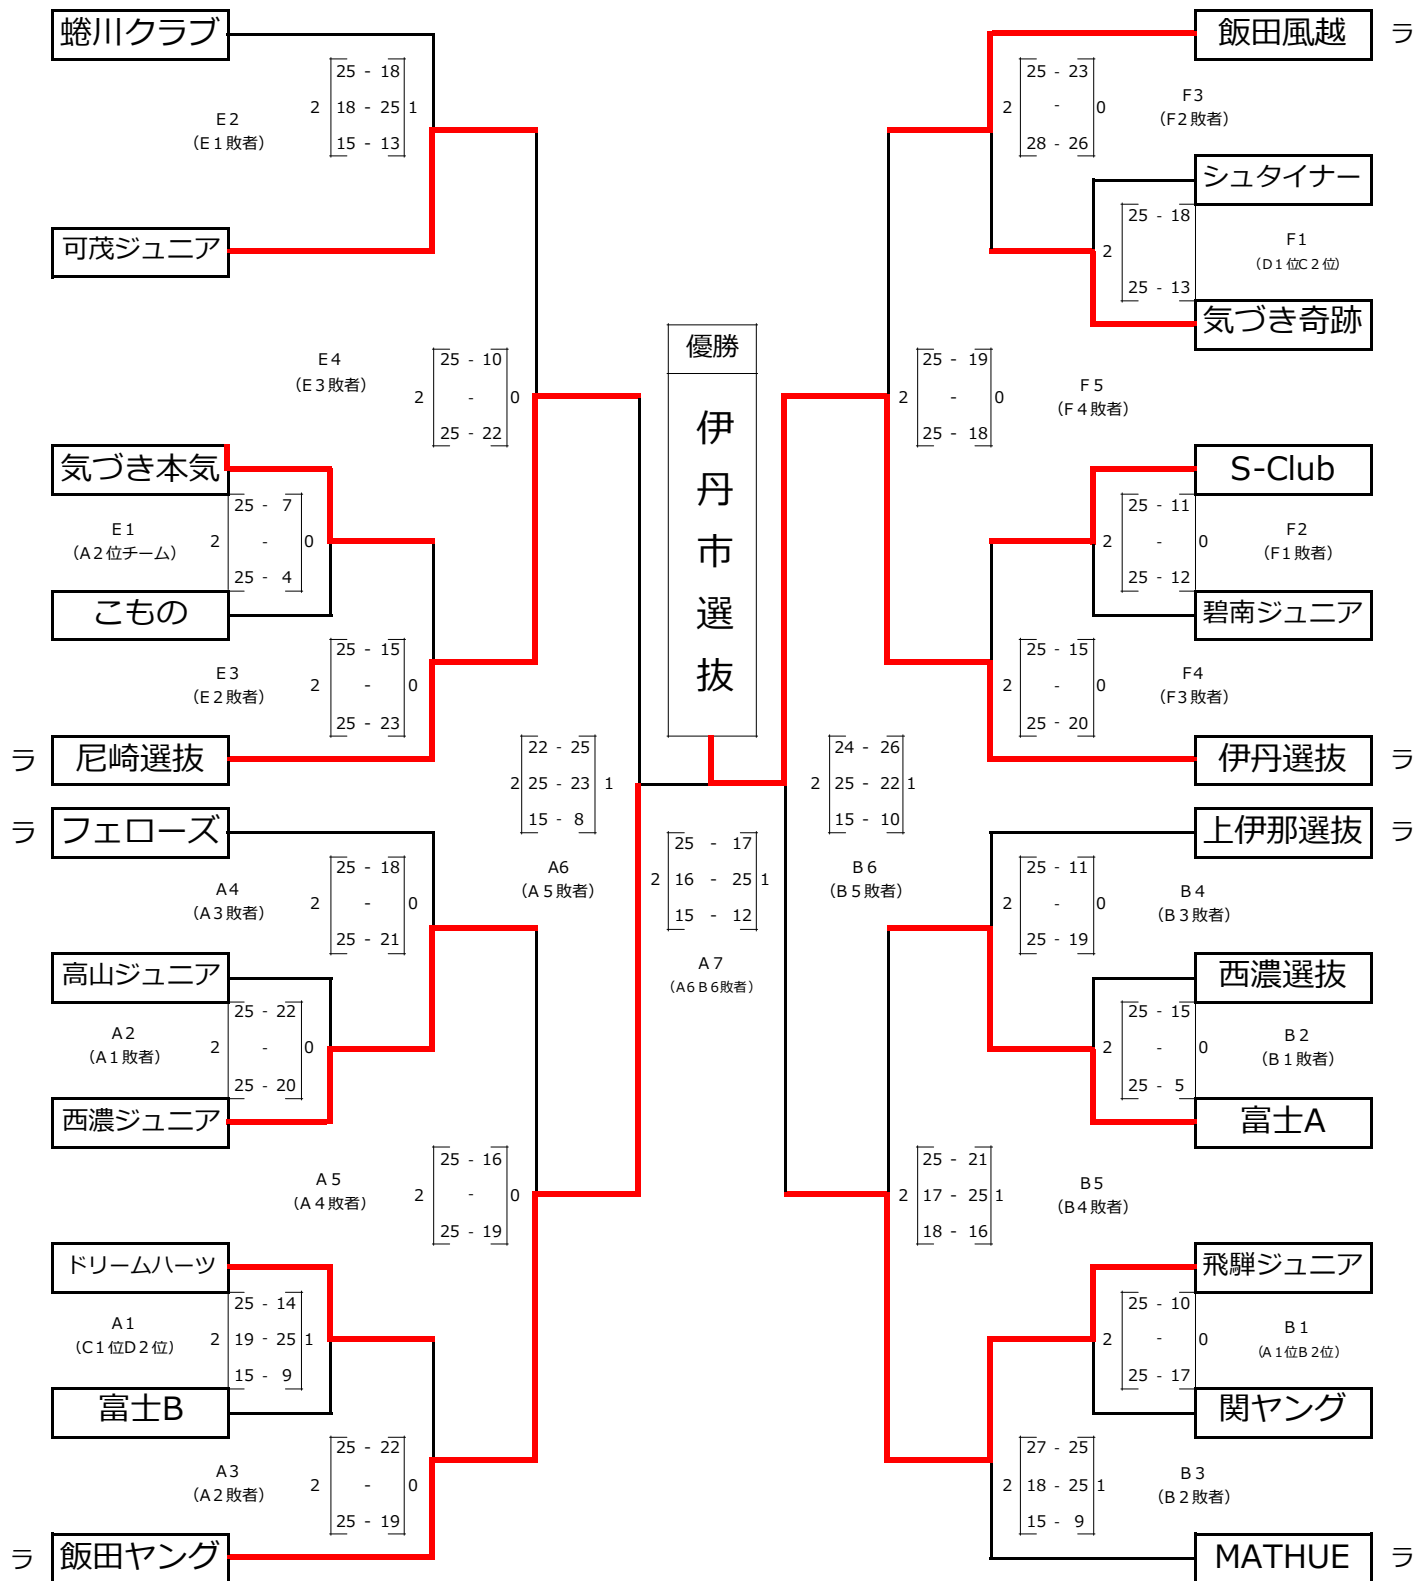 蜷川クラブ
25 - 18
2 18 - 25 1
15 - 13
E2
(E1敗者)
可茂ジュニア
E4
(E3敗者)
25 - 10
2 - 0
25 - 22
気づき本気
25 - 7
E1
(A2位チーム)
2 - 0
25 - 4
こもの
25 - 15
E3
(E2敗者)
2 - 0
25 - 23
ラ 尼崎選抜
22 - 25
2 25 - 23 1
15 - 8
A6
(A5敗者)
ラ フェローズ
25 - 18
A4
(A3敗者)
2 - 0
25 - 21
高山ジュニア
25 - 22
A2
(A1敗者)
2 - 0
25 - 20
西濃ジュニア
25 - 16
A5
(A4敗者)
2 - 0
25 - 19
ドリームハーツ
25 - 14
A1
(C1位D2位)
2 19 - 25 1
15 - 9
富士B
25 - 22
A3
(A2敗者)
2 - 0
25 - 19
ラ 飯田ヤング
優勝
伊丹市選抜
25 - 17
2 16 - 25 1
15 - 12
A7
(A6B6敗者)
飯田風越 ラ
25 - 23
2 - 0
28 - 26
F3
(F2敗者)
シュタイナー
25 - 18
2
25 - 13
F1
(D1位C2位)
気づき奇跡
25 - 19
2 - 0
25 - 18
F5
(F4敗者)
S-Club
25 - 11
2 - 0
25 - 12
F2
(F1敗者)
碧南ジュニア
25 - 15
2 - 0
25 - 20
F4
(F3敗者)
伊丹選抜 ラ
24 - 26
2 25 - 22 1
15 - 10
B6
(B5敗者)
上伊那選抜 ラ
25 - 11
2 - 0
25 - 19
B4
(B3敗者)
西濃選抜
25 - 15
2 - 0
25 - 5
B2
(B1敗者)
富士A
25 - 21
2 17 - 25 1
18 - 16
B5
(B4敗者)
飛騨ジュニア
25 - 10
2 - 0
25 - 17
B1
(A1位B2位)
関ヤング
27 - 25
2 18 - 25 1
15 - 9
B3
(B2敗者)
MATHUE ラ